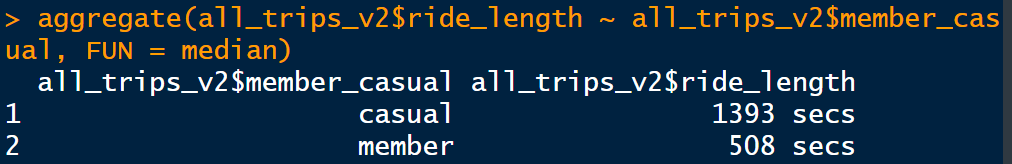 > aggregate(all_trips_v2$ride_length ~ all_trips_v2$member_cas
ual, FUN = median)
  all_trips_v2$member_casual all_trips_v2$ride_length
1                     casual                1393 secs
2                     member                 508 secs